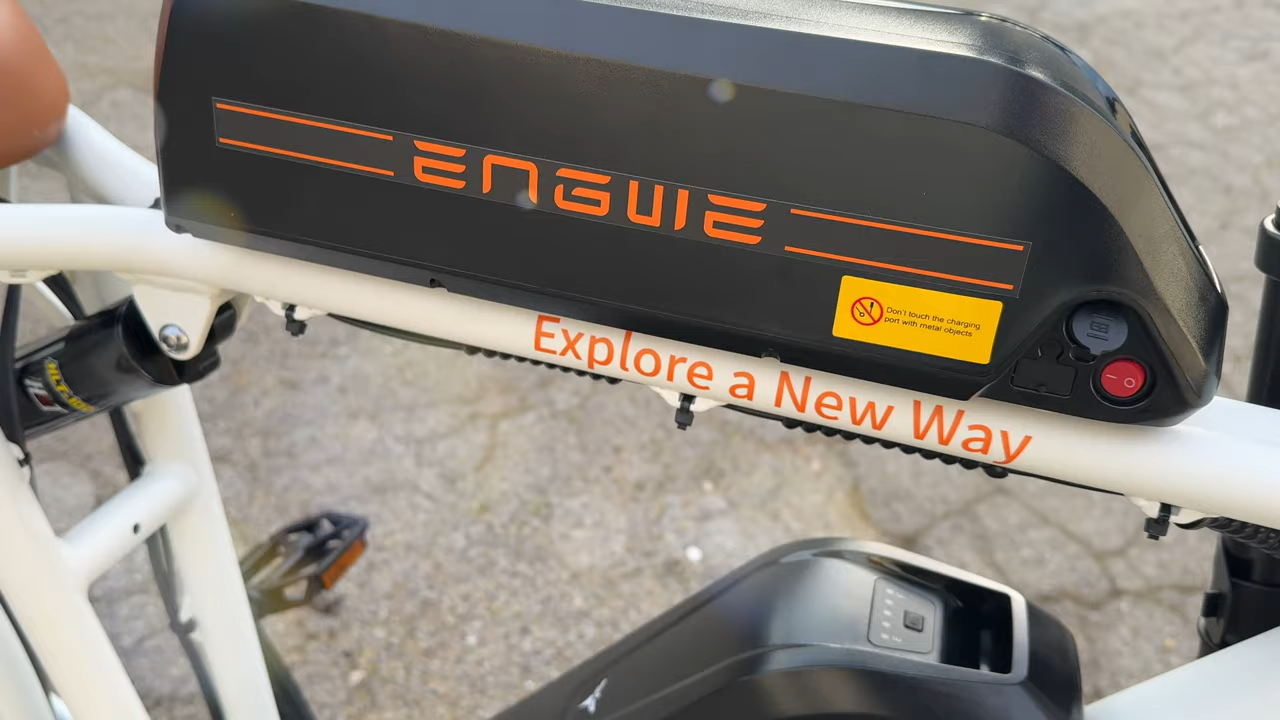 ENGWE
Don't touch the charging
port with metal objects
Explore a New Way